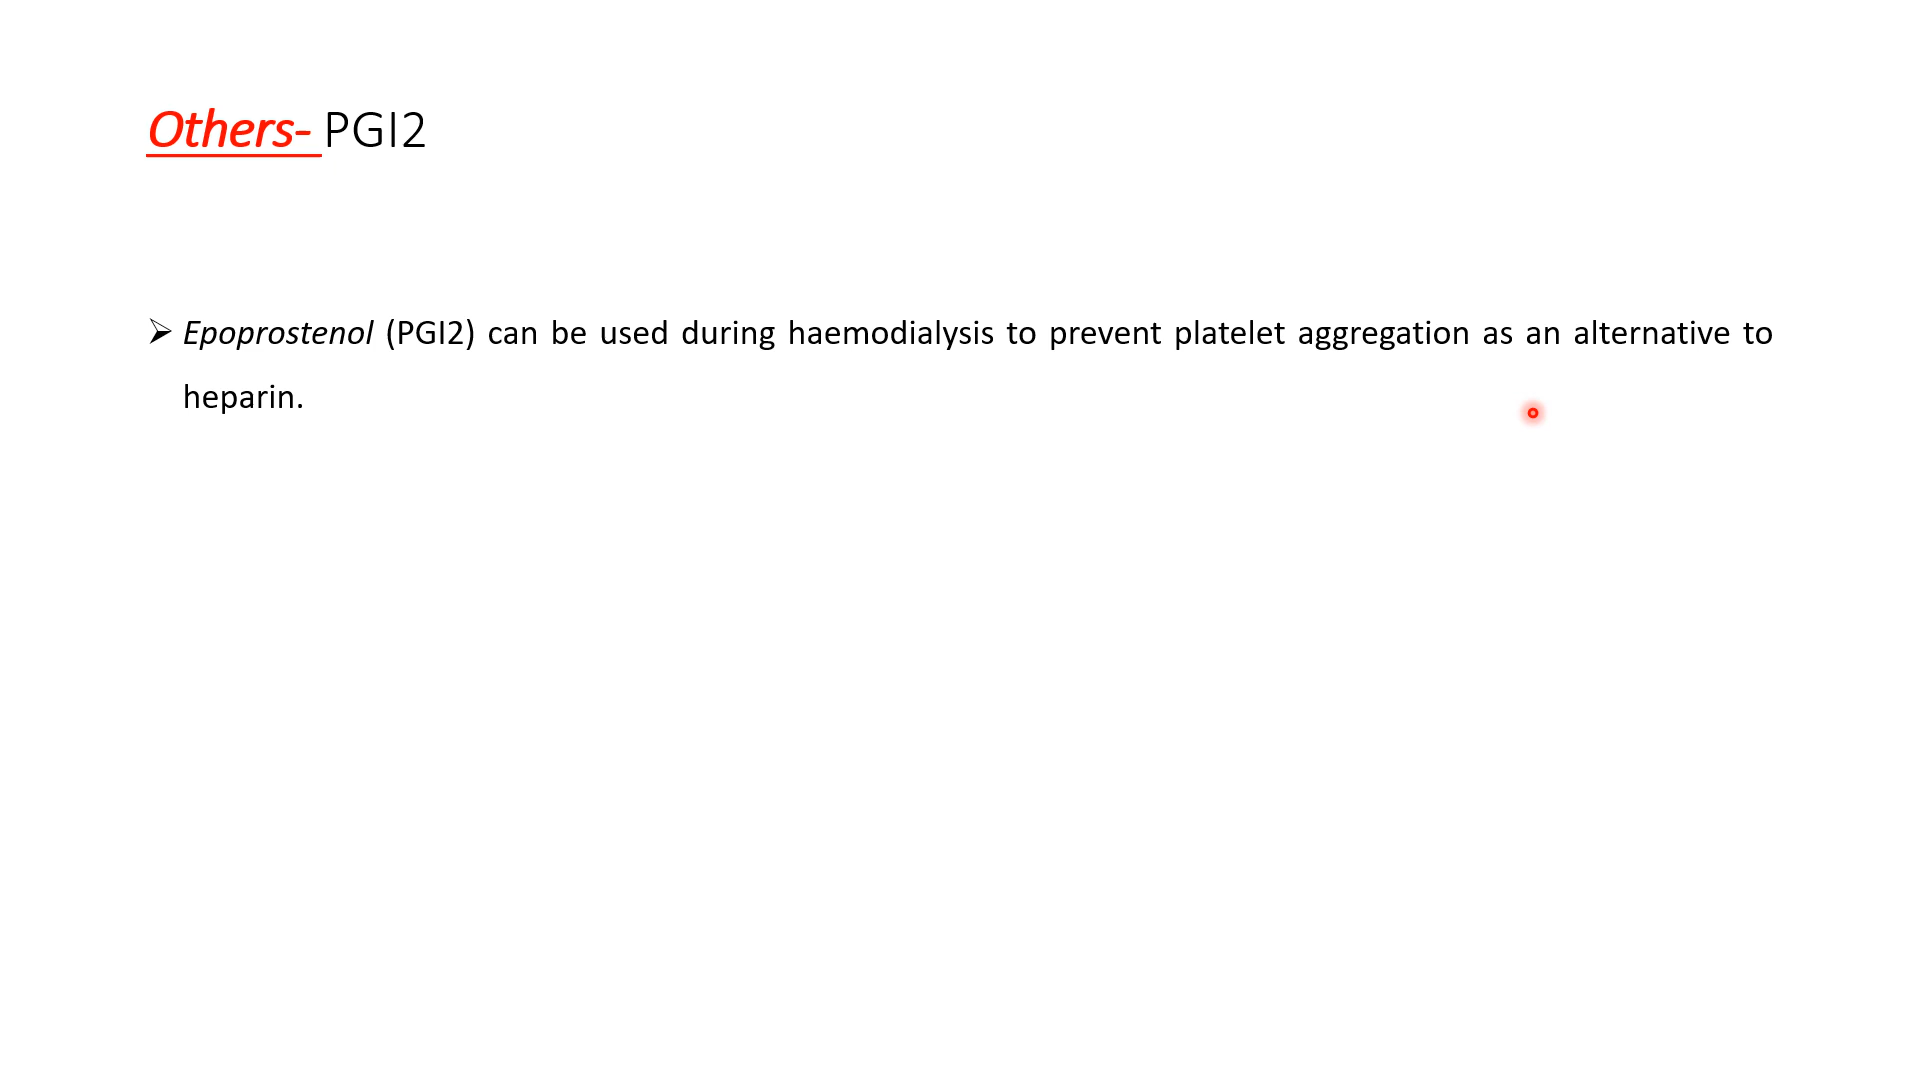 Others- PGI2
➢ Epoprostenol (PGI2) can be used during haemodialysis to prevent platelet aggregation as an alternative to
heparin.